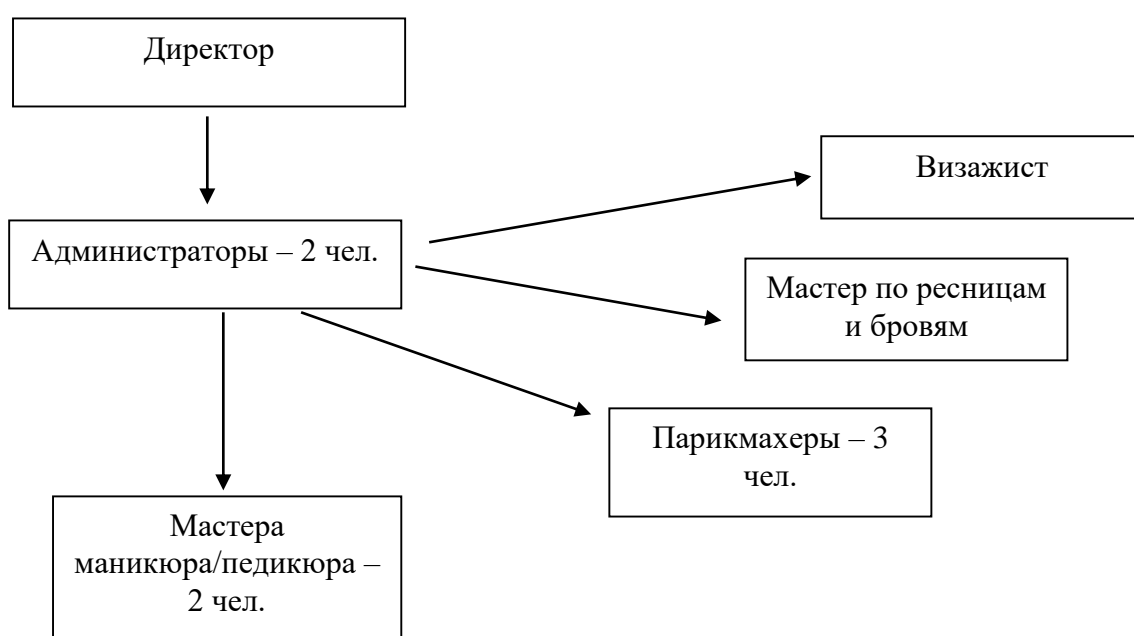 Директор
Визажист
Администраторы – 2 чел.
Мастер по ресницам
и бровям
Парикмахеры – 3
чел.
Мастера
маникюра/педикюра –
2 чел.